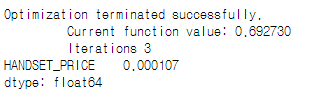 Optimization terminated successfully.
Current function value: 0.692730
Iterations 3
HANDSET_PRICE    0.000107
dtype: float64